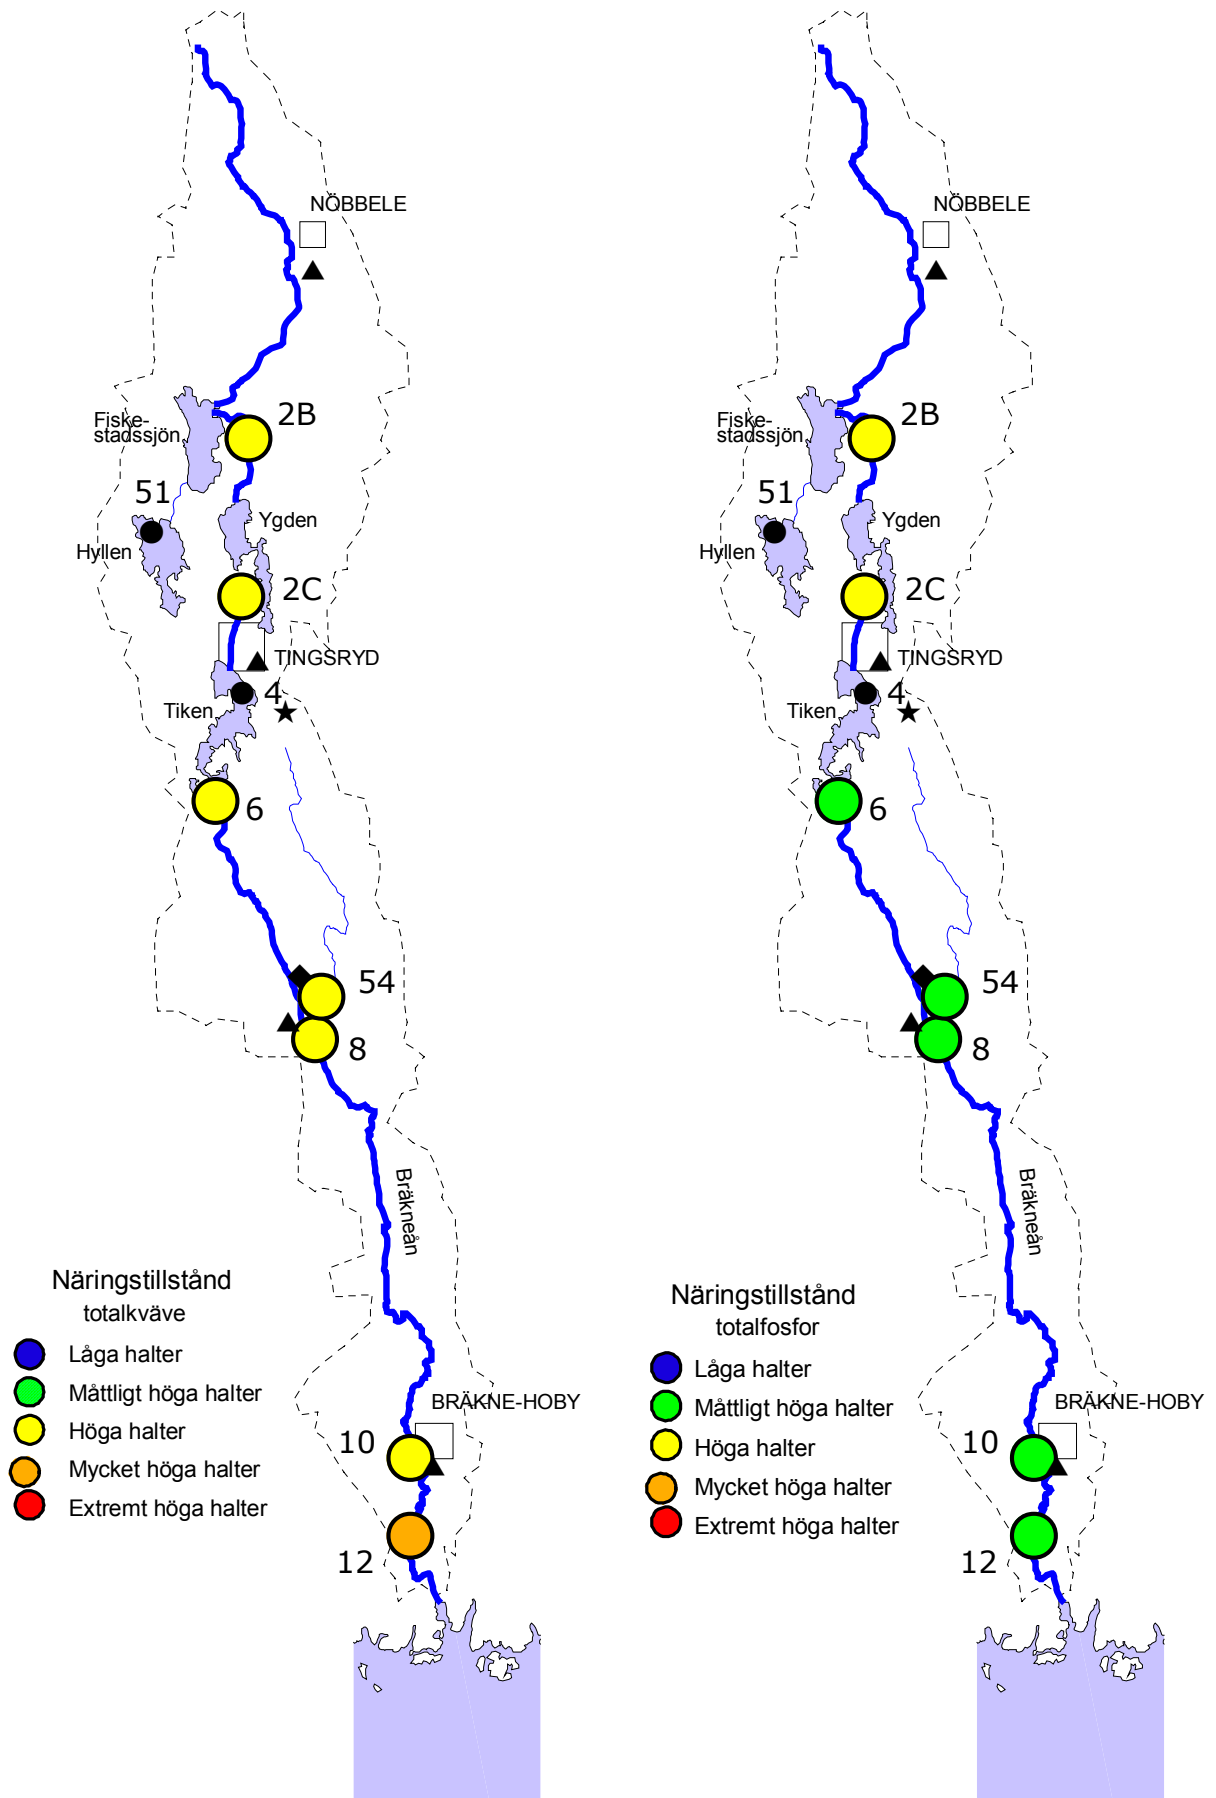 NÖBBELE
2B
Fiske-
stadssjön
51
Ygden
Hyllen
2C
TINGSRYD
4
Tiken
6
54
8
Bräkneån
Näringstillstånd
totalkväve
Låga halter
Måttligt höga halter
Höga halter
Mycket höga halter
Extremt höga halter
BRÄKNE-HOBY
10
12
NÖBBELE
2B
Fiske-
stadssjön
51
Ygden
Hyllen
2C
TINGSRYD
4
Tiken
6
54
8
Bräkneån
Näringstillstånd
totalfosfor
Låga halter
Måttligt höga halter
Höga halter
Mycket höga halter
Extremt höga halter
BRÄKNE-HOBY
10
12